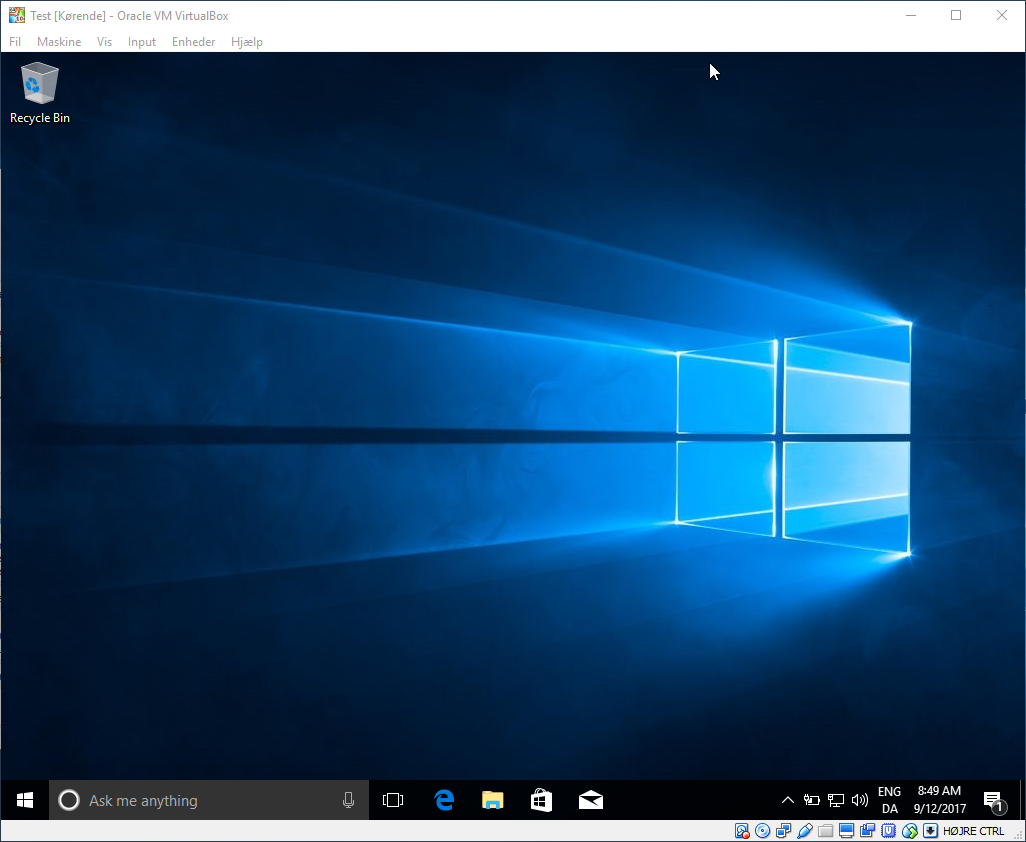 Test [Kørende] - Oracle VM VirtualBox
Fil Maskine Vis Input Enheder Hjælp
Recycle Bin
Ask me anything
ENG
DA
8:49 AM
9/12/2017
1
HØJRE CTRL